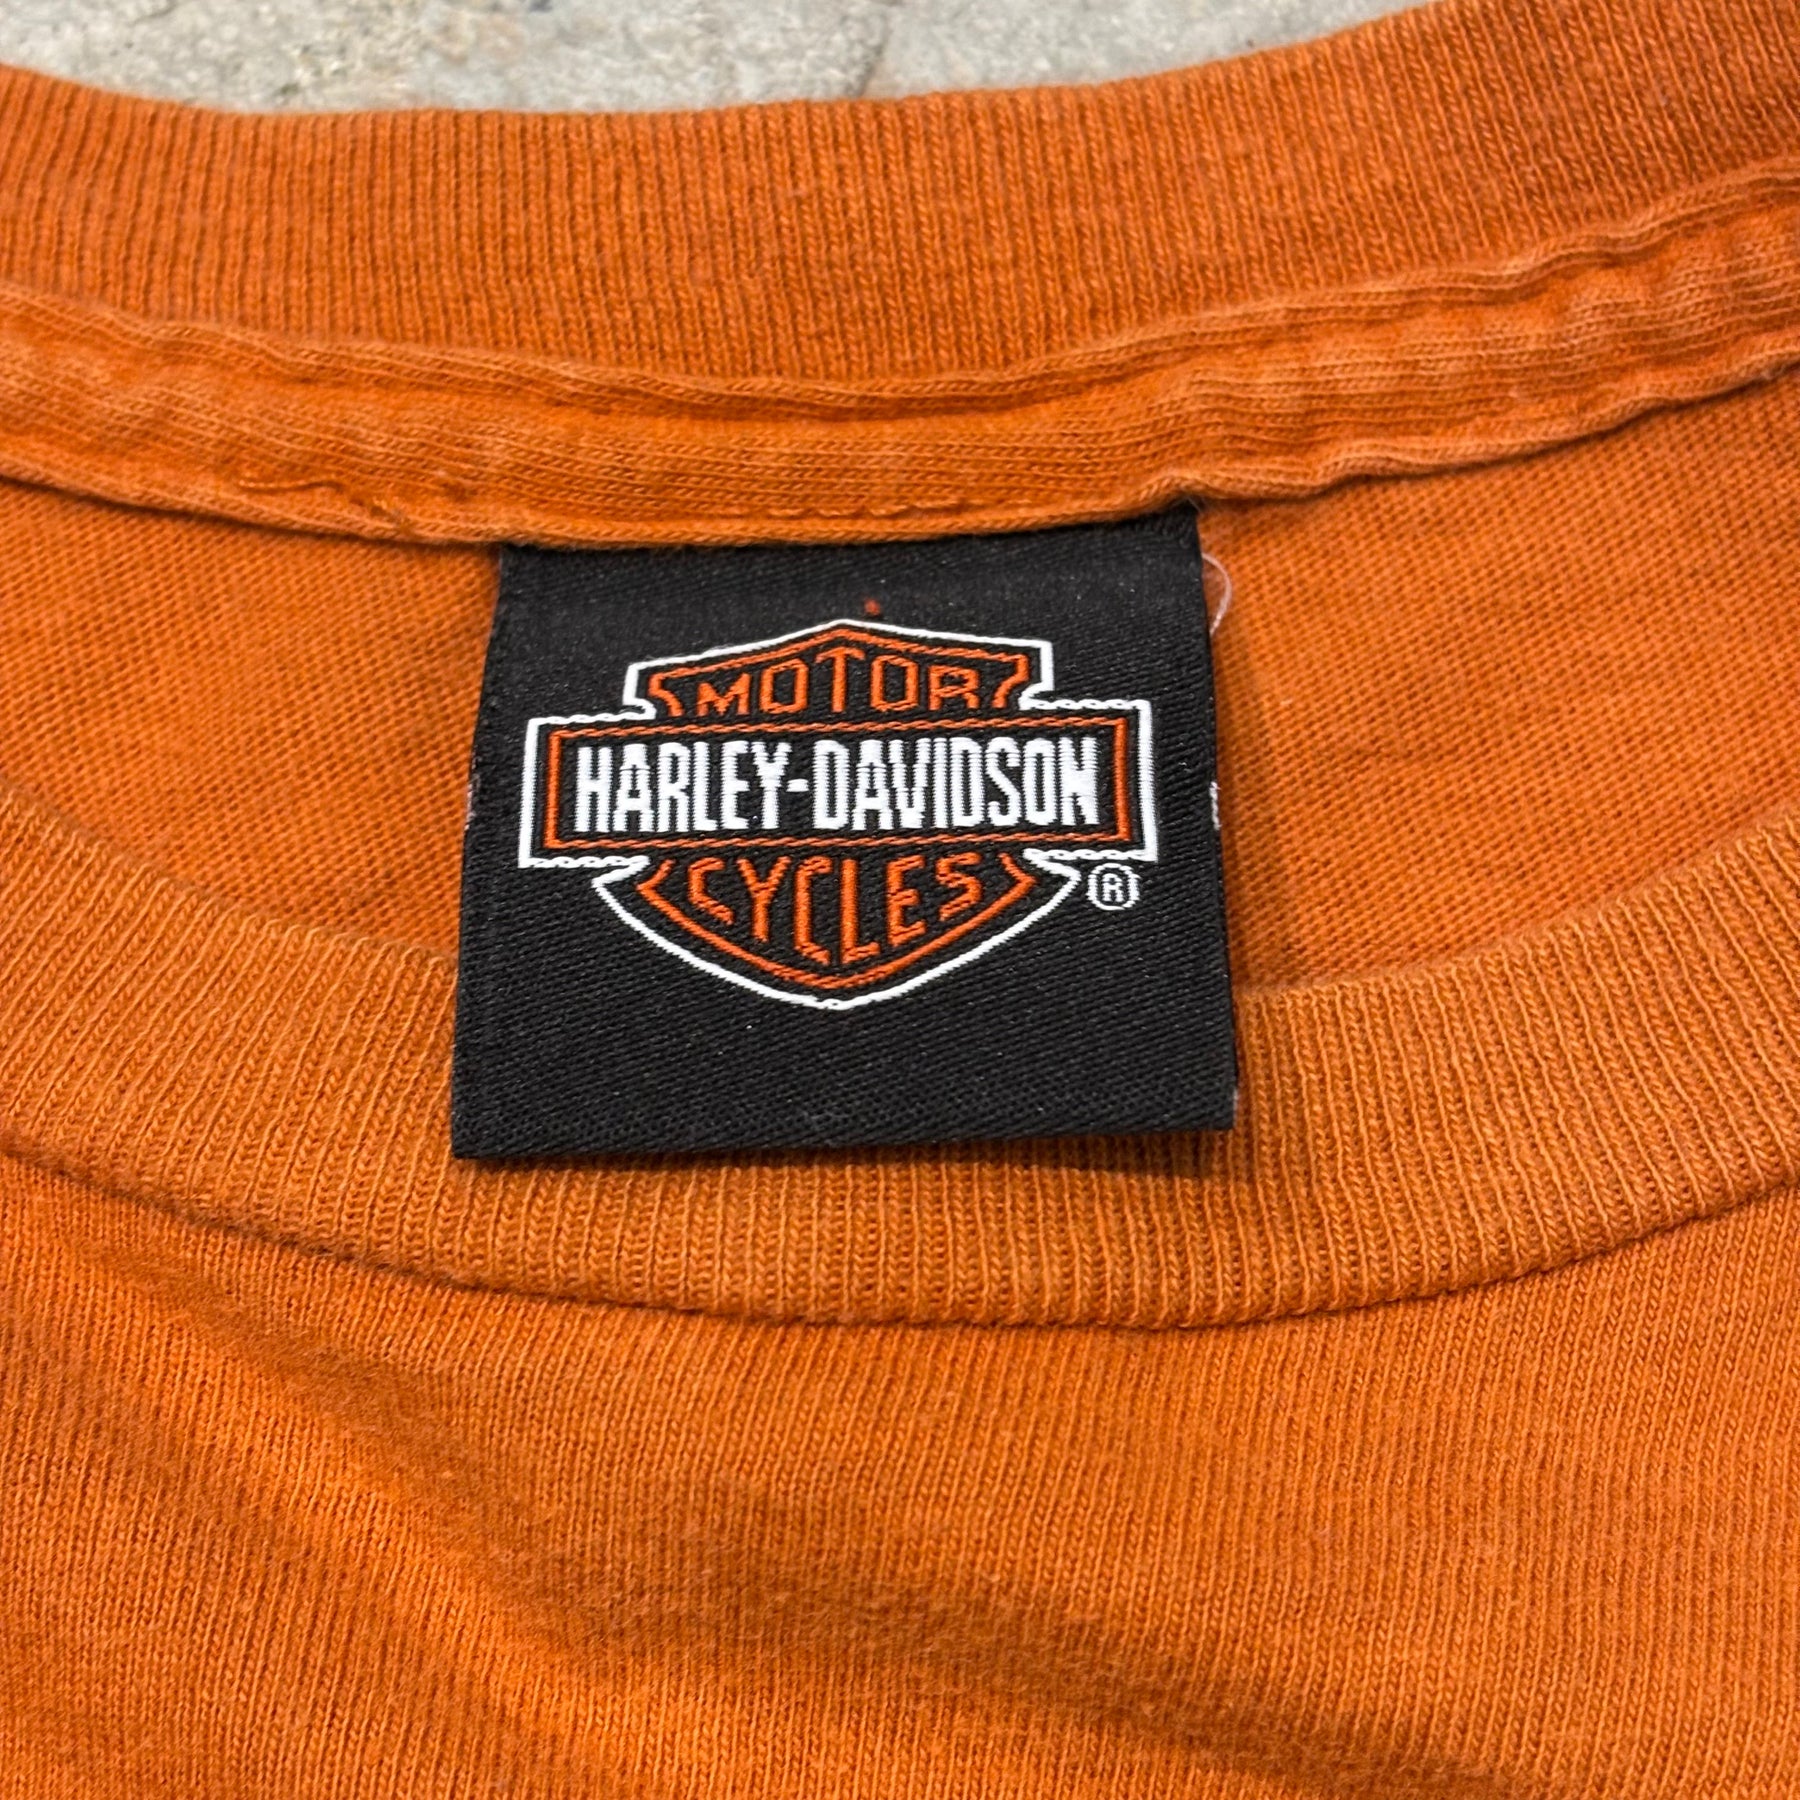 MOTOR
HARLEY-DAVIDSON
CYCLES
®